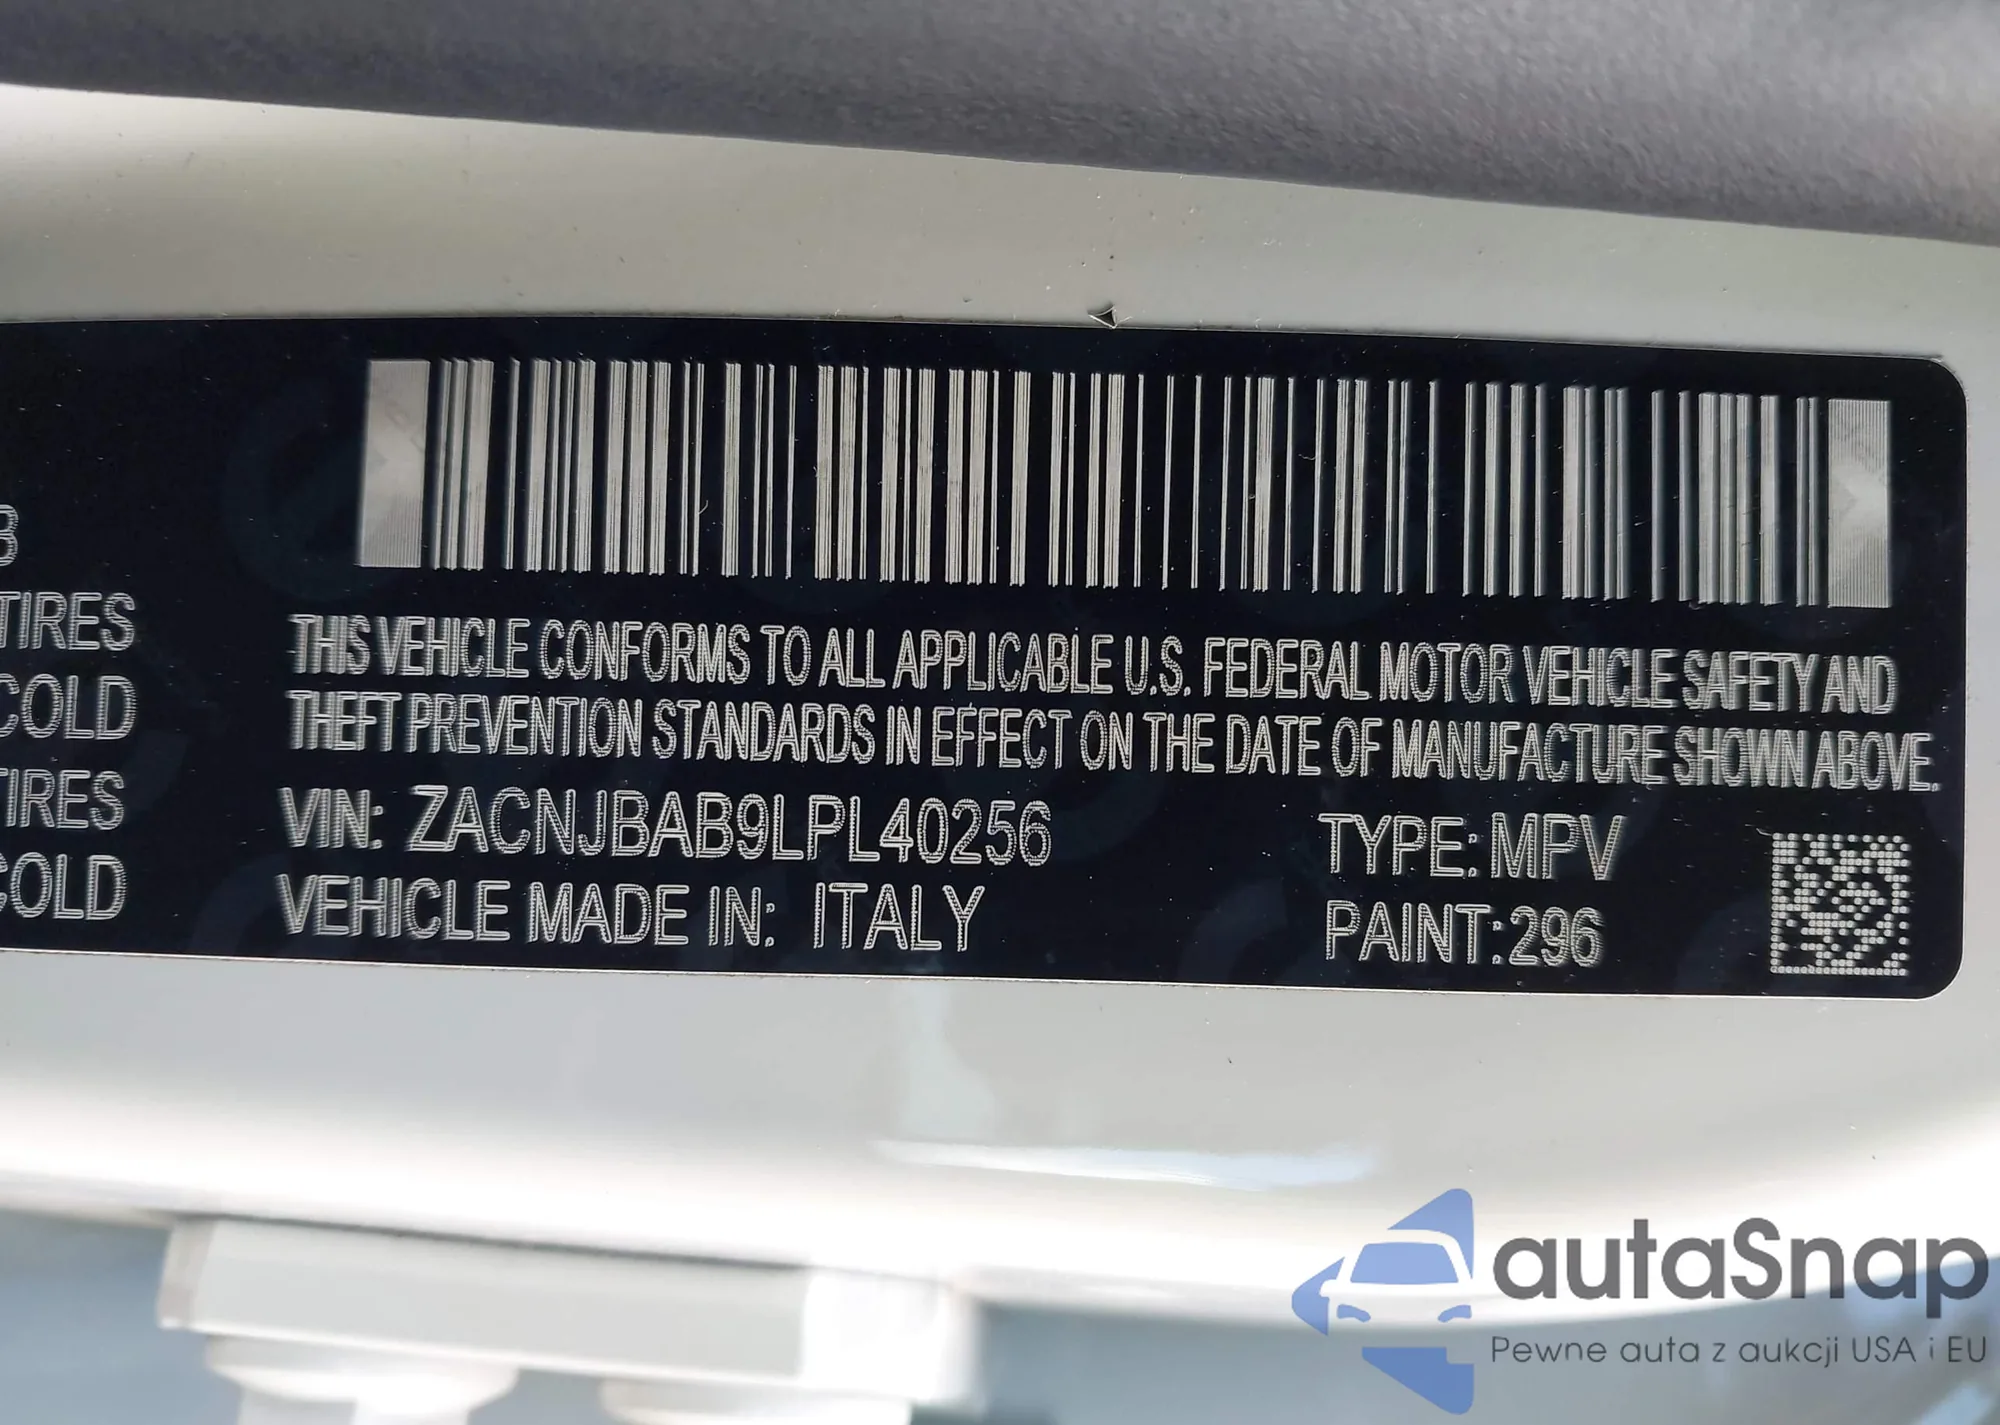 B
TIRES
COLD
TIRES
COLD
THIS VEHICLE CONFORMS TO ALL APPLICABLE U.S. FEDERAL MOTOR VEHICLE SAFETY AND
THEFT PREVENTION STANDARDS IN EFFECT ON THE DATE OF MANUFACTURE SHOWN ABOVE.
VIN: ZACNJBAB9LPL40256
TYPE: MPV
VEHICLE MADE IN: ITALY
PAINT: 296
autaSnap
Pewne auta z aukcji USA i EU